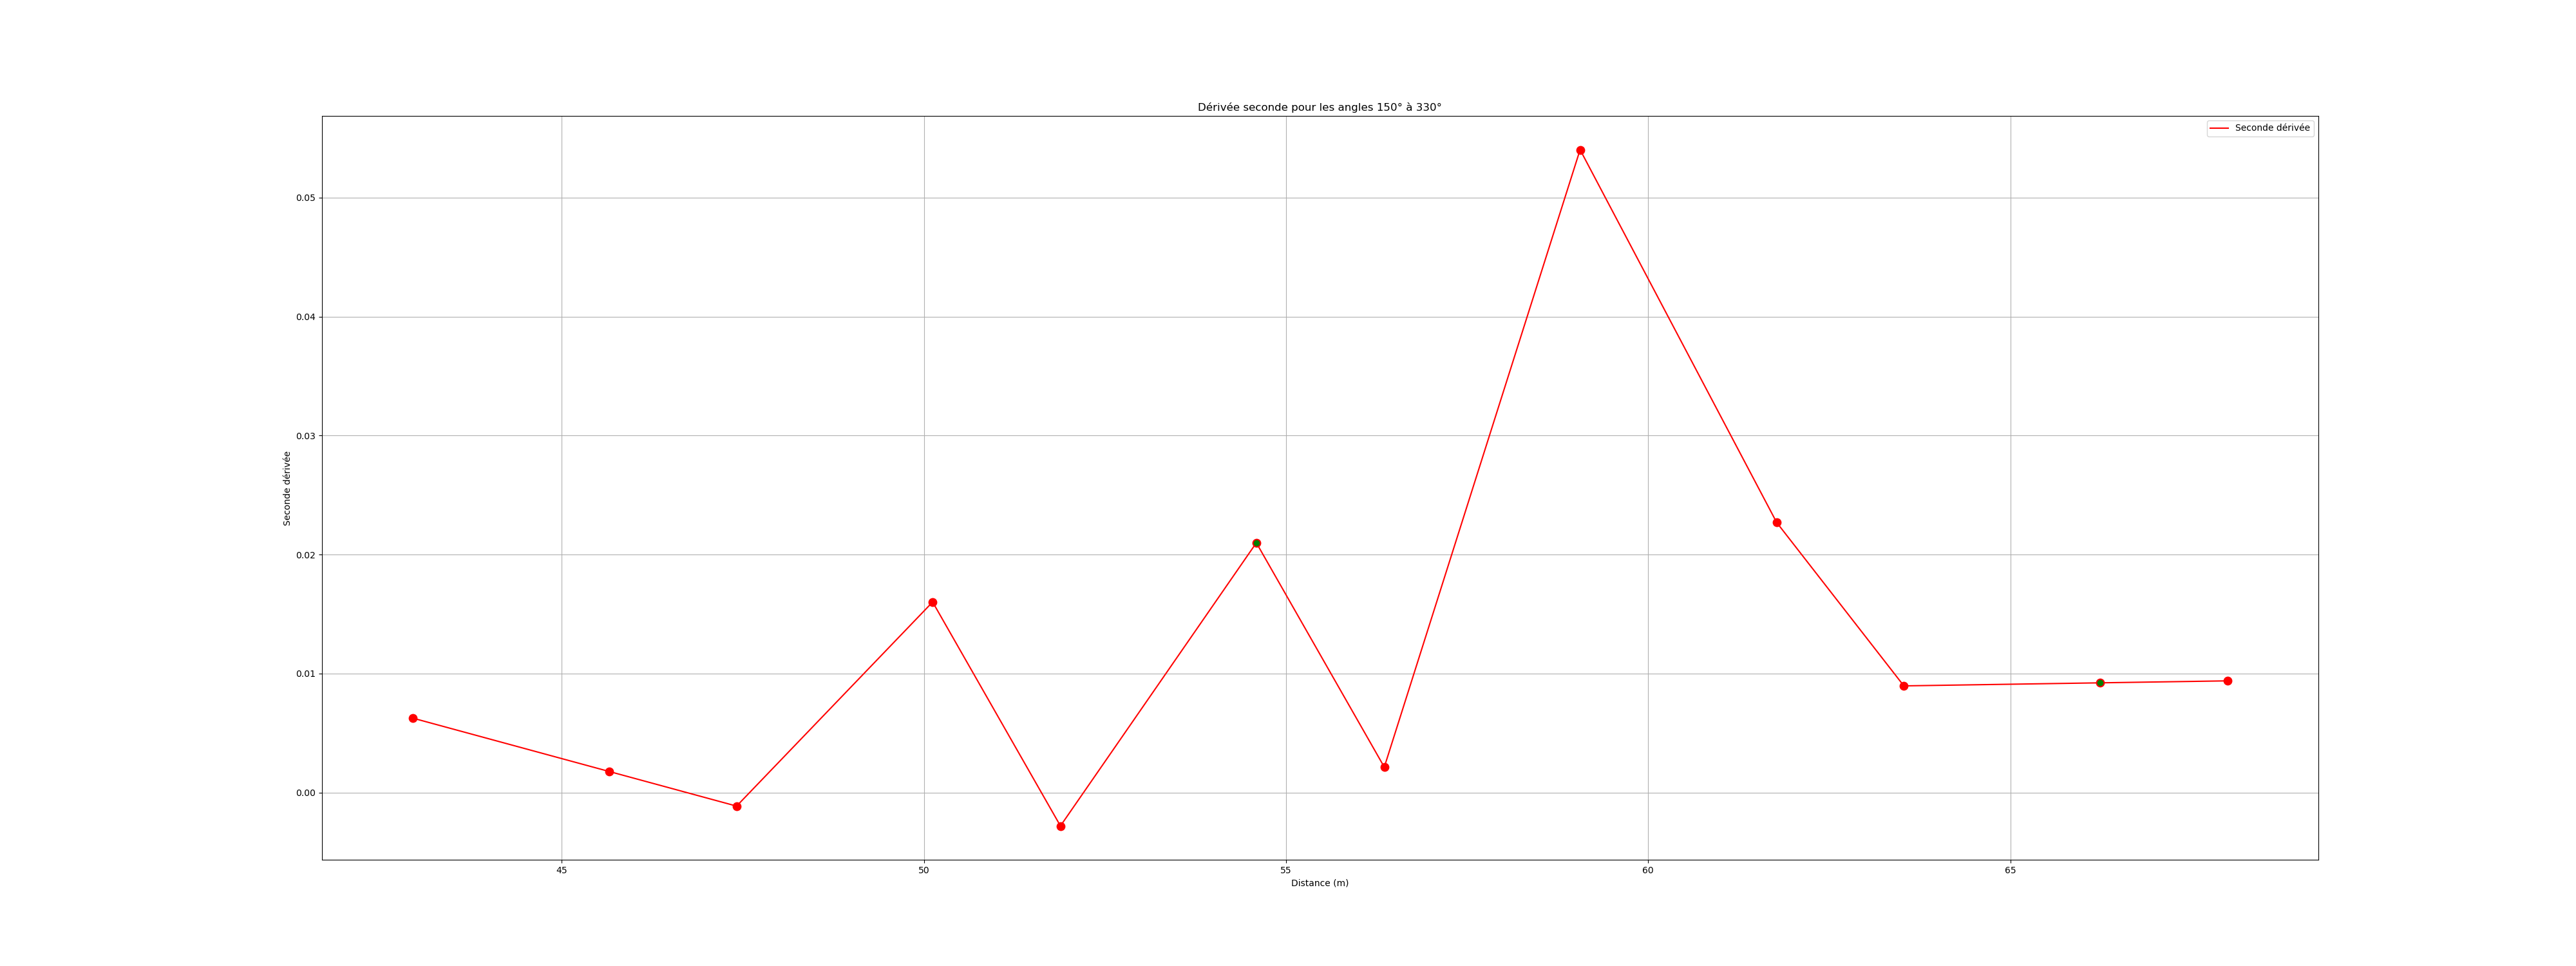 Dérivée seconde pour les angles 150° à 330°
Seconde dérivée
0.05
0.04
0.03
0.02
0.01
0.00
Seconde dérivée
45
50
55
60
65
Distance (m)